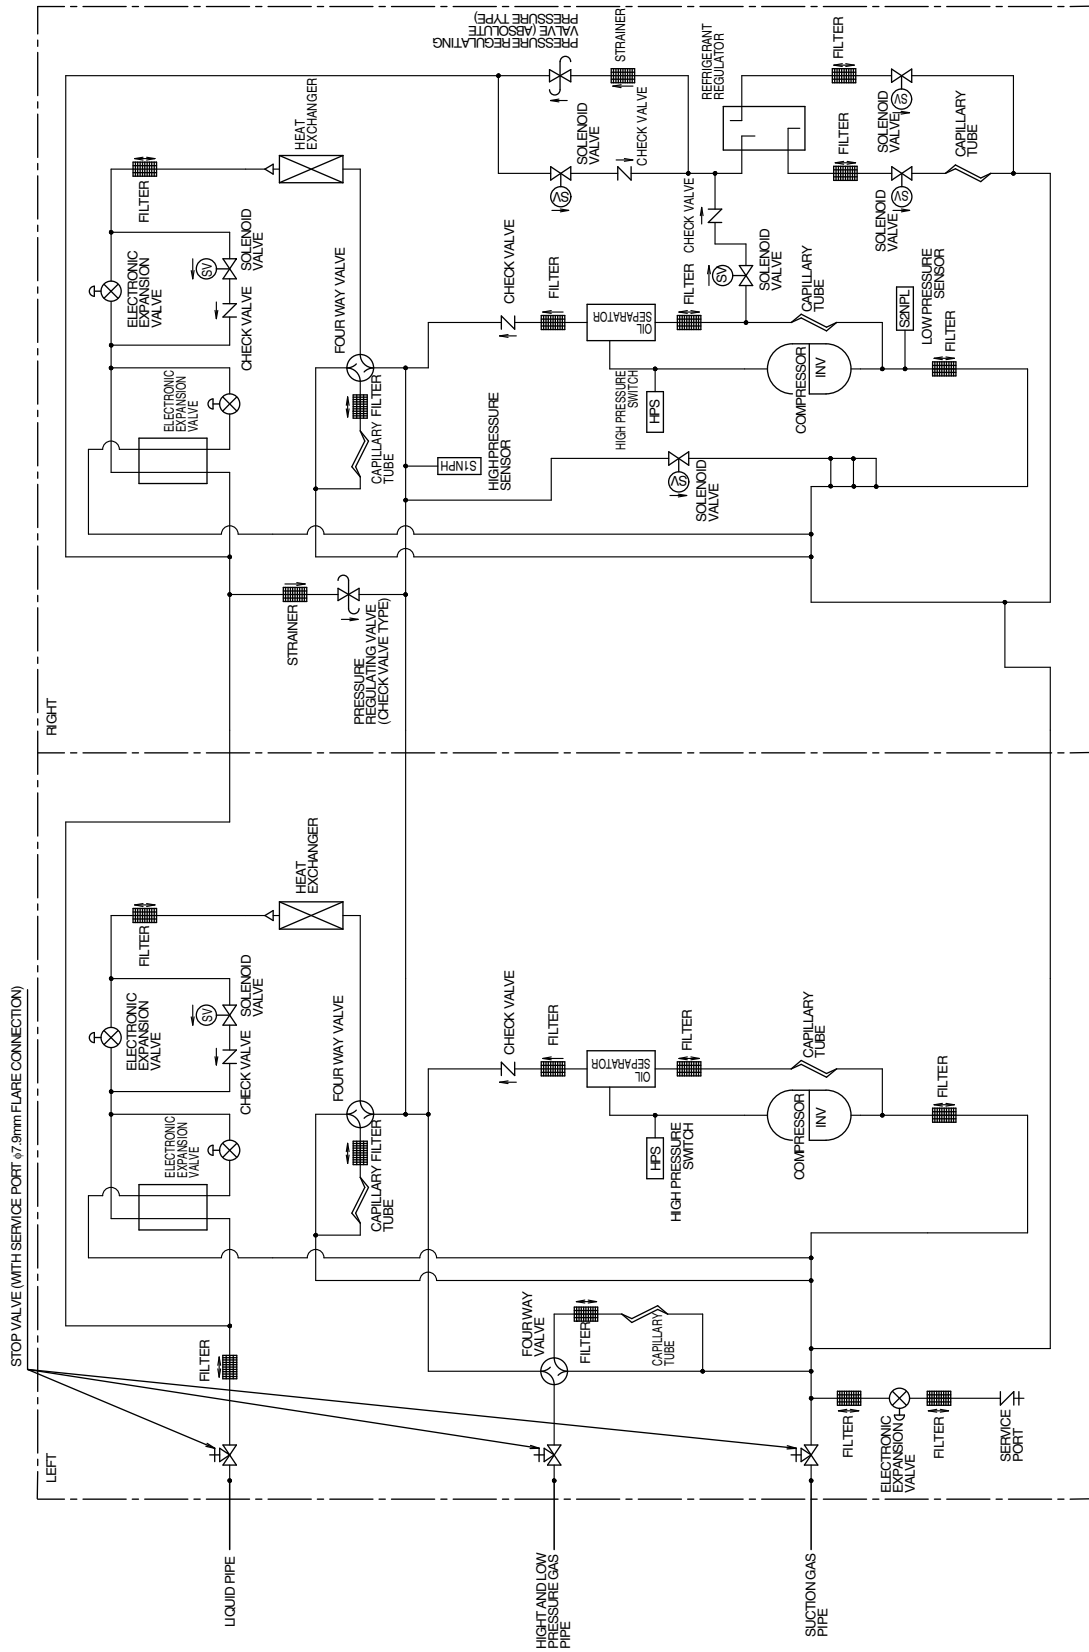 STOP VALVE (WITH SERVICE PORT φ7.9mm FLARE CONNECTION)
LEFT
LIQUID PIPE
HIGHT AND LOW
PRESSURE GAS
PIPE
SUCTION GAS
PIPE
FILTER
ELECTRONIC
EXPANSION
VALVE
ELECTRONIC
EXPANSION
VALVE
SV
CHECK VALVE
SOLENOID
VALVE
FILTER
HEAT
EXCHANGER
FOUR WAY VALVE
FILTER
CAPILLARY
TUBE
FOUR WAY
VALVE
FILTER
CAPILLARY
TUBE
CHECK VALVE
FILTER
OIL
SEPARATOR
FILTER
HPS
HIGH PRESSURE
SWITCH
CAPILLARY
TUBE
COMPRESSOR
INV
FILTER
FILTER
ELECTRONIC
EXPANSION
VALVE
FILTER
SERVICE
PORT
RIGHT
STRAINER
PRESSURE
REGULATING VALVE
(CHECK VALVE TYPE)
ELECTRONIC
EXPANSION
VALVE
ELECTRONIC
EXPANSION
VALVE
SV
CHECK VALVE
SOLENOID
VALVE
FILTER
HEAT
EXCHANGER
FOUR WAY VALVE
FILTER
CAPILLARY
TUBE
S1NPH
HIGH PRESSURE
SENSOR
CHECK VALVE
FILTER
OIL
SEPARATOR
FILTER
HPS
HIGH PRESSURE
SWITCH
SV
SOLENOID
VALVE
CAPILLARY
TUBE
COMPRESSOR
INV
S2NPL
LOW PRESSURE
SENSOR
FILTER
SV
SOLENOID
VALVE
CHECK VALVE
PRESSURE REGULATING
VALVE (ABSOLUTE
PRESSURE TYPE)
STRAINER
SV
SOLENOID
VALVE
CHECK VALVE
REFRIGERANT
REGULATOR
FILTER
SV
SOLENOID
VALVE
FILTER
SV
SOLENOID
VALVE
CAPILLARY
TUBE